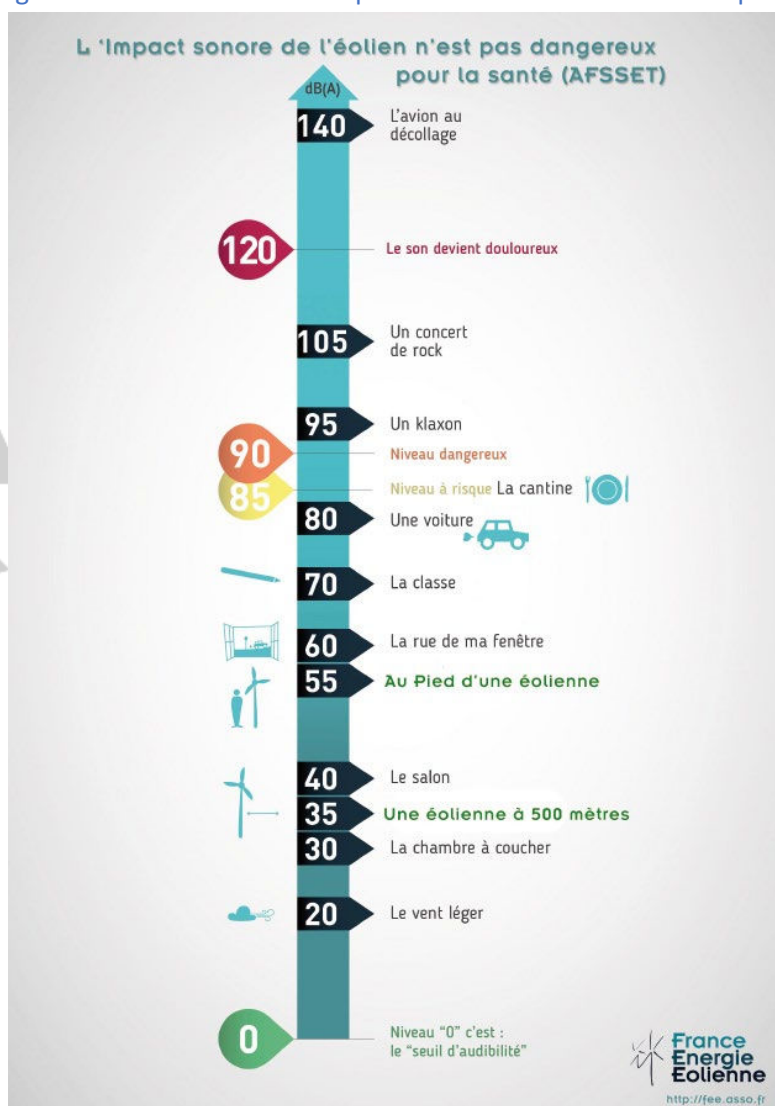 L 'Impact sonore de l'éolien n'est pas dangereux
pour la santé (AFSSET)
dB(A)
140
L'avion au
décollage
120
Le son devient douloureux
105
Un concert
de rock
95
Un klaxon
90
Niveau dangereux
85
Niveau à risque La cantine
80
Une voiture
70
La classe
60
La rue de ma fenêtre
55
Au Pied d'une éolienne
40
Le salon
35
Une éolienne à 500 mètres
30
La chambre à coucher
20
Le vent léger
0
Niveau "0" c'est :
le "seuil d'audibilité"
France
Energie
Eolienne
http://fee.asso.fr